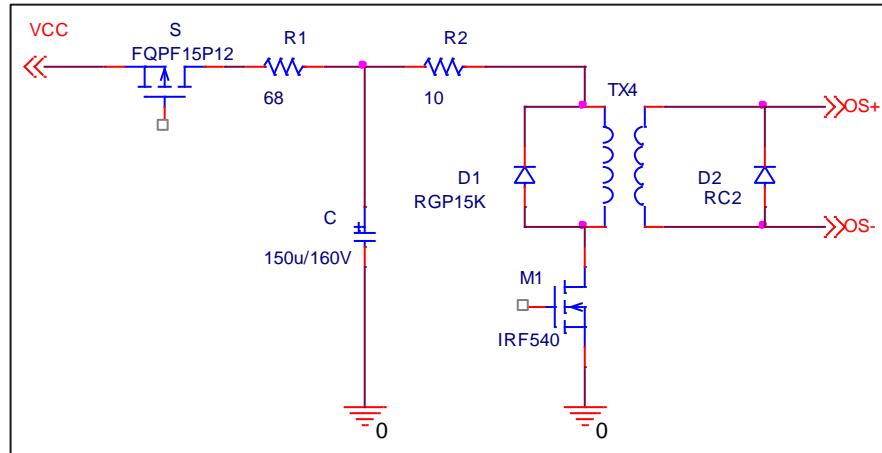 VCC
S
FQPF15P12
R1
68
R2
10
TX4
OS+
D1
RGP15K
D2
RC2
C
150u/160V
OS-
M1
IRF540
0
0